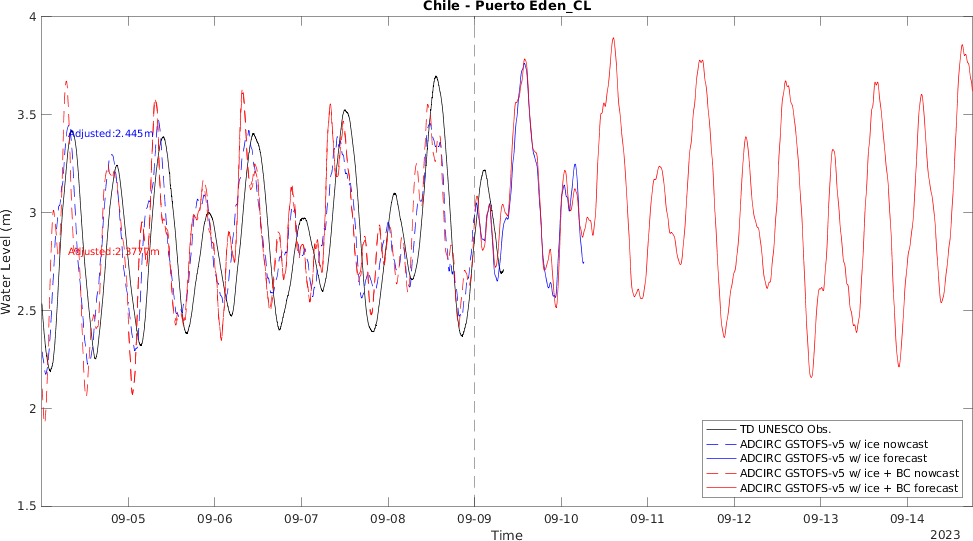 Chile - Puerto Eden_CL
4
3.5
3
2.5
2
1.5
Water Level (m)
Adjusted:2.445m
Adjusted:2.377m
09-05
09-06
09-07
09-08
09-09
09-10
09-11
09-12
09-13
09-14
Time
2023
TD UNESCO Obs.
ADCIRC GSTOFS-v5 w/ ice nowcast
ADCIRC GSTOFS-v5 w/ ice forecast
ADCIRC GSTOFS-v5 w/ ice + BC nowcast
ADCIRC GSTOFS-v5 w/ ice + BC forecast